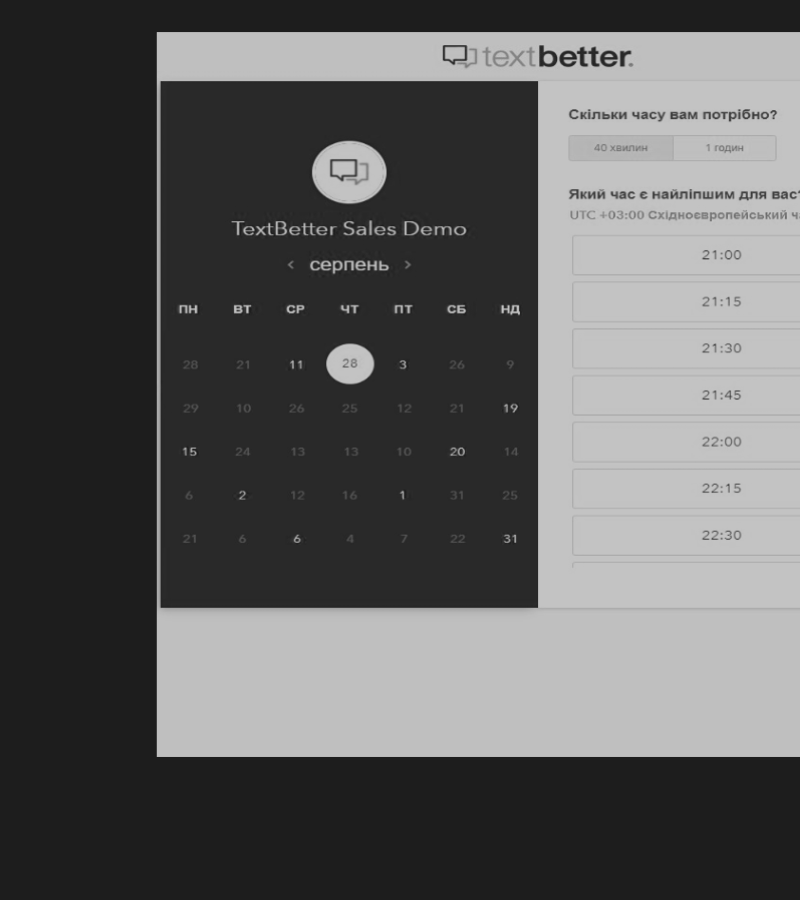 textbetter.
TextBetter Sales Demo
‹ серпень ›
ПН ВТ СР ЧТ ПТ СБ НД
28 21 11 28 3 26 9
29 10 26 25 12 21 19
15 24 13 13 10 20 14
6 2 12 16 1 31 25
21 6 6 4 7 22 31
Скільки часу вам потрібно?
40 хвилин 1 годин
Який час є найліпшим для вас?
UTC +03:00 Східноєвропейський
21:00
21:15
21:30
21:45
22:00
22:15
22:30